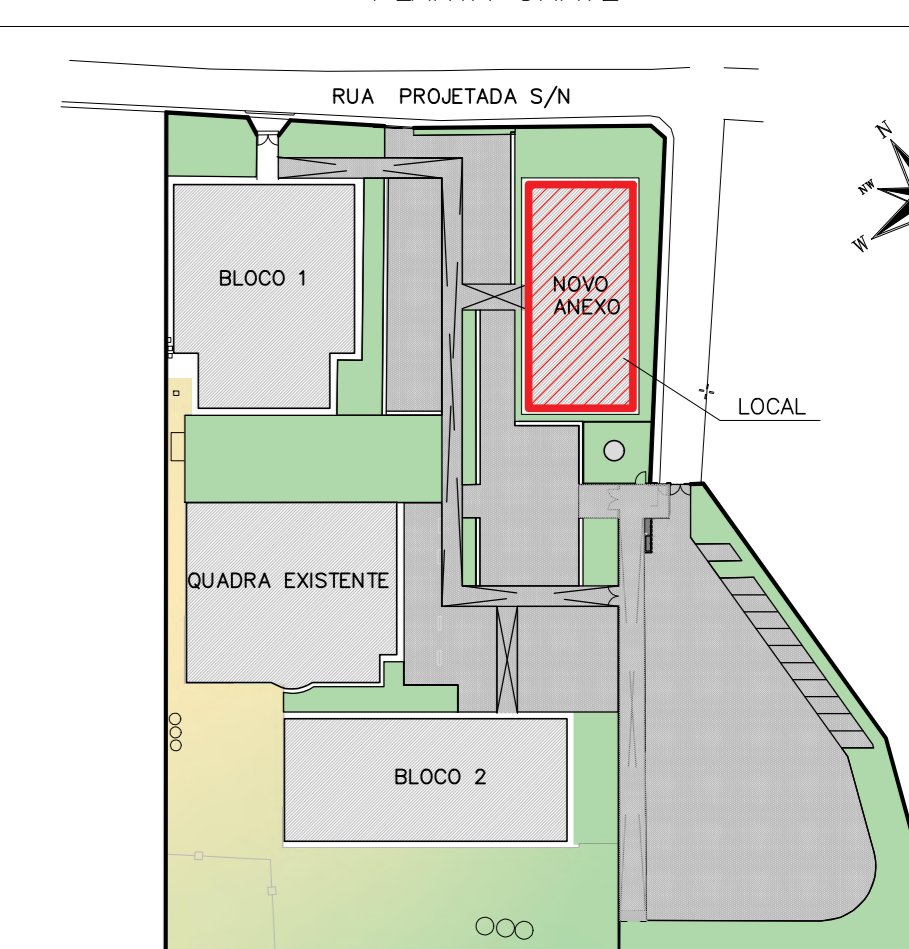 RUA PROJETADA S/N
N
NW
W
BLOCO 1
NOVO
ANEXO
LOCAL
QUADRA EXISTENTE
BLOCO 2